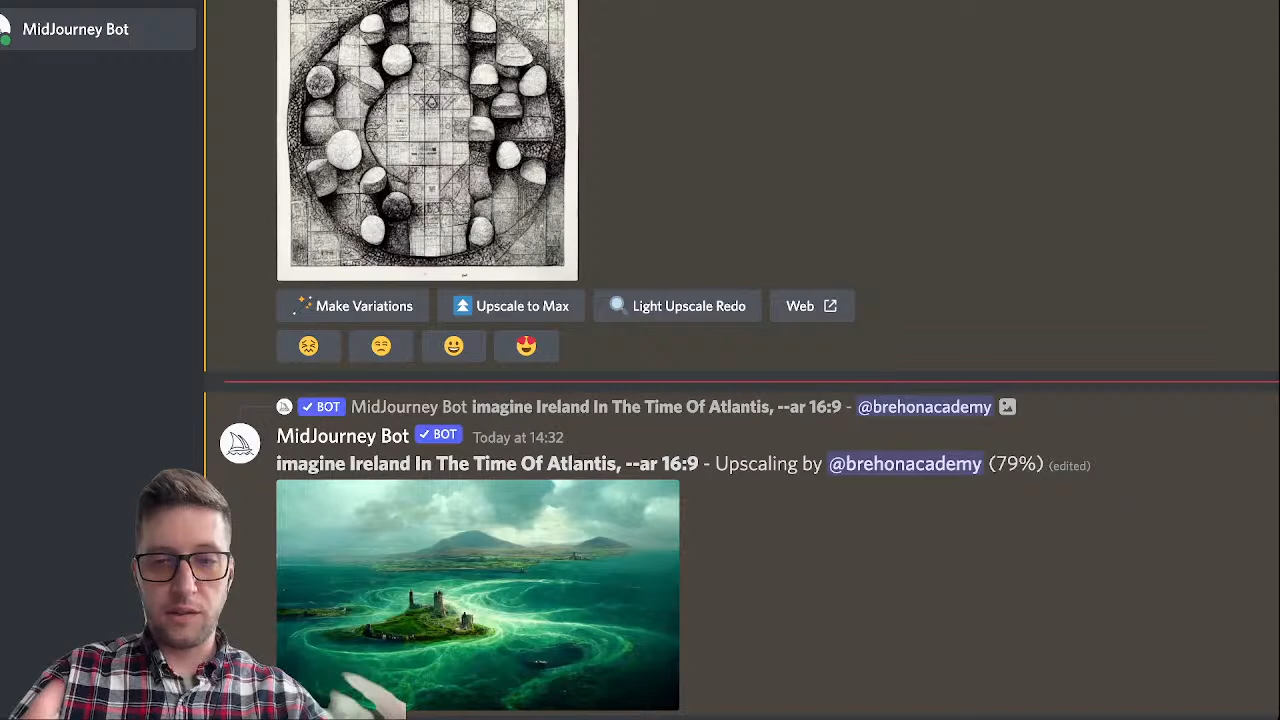 MidJourney Bot
Make Variations
Upscale to Max
Light Upscale Redo
Web
BOT MidJourney Bot imagine Ireland In The Time Of Atlantis, --ar 16:9 - @brehonacademy
MidJourney Bot BOT Today at 14:32
imagine Ireland In The Time Of Atlantis, --ar 16:9 - Upscaling by @brehonacademy (79%) (edited)